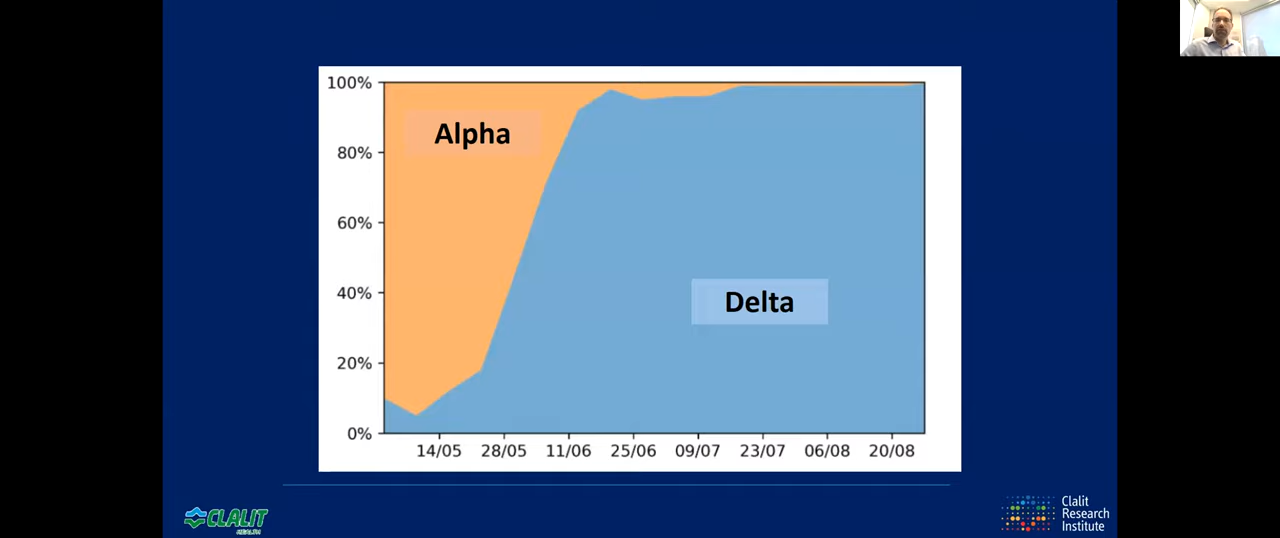 100%
Alpha
80%
60%
40%
Delta
20%
0%
14/05 28/05 11/06 25/06 09/07 23/07 06/08 20/08
CLALIT
HEALTH
Clalit
Research
Institute